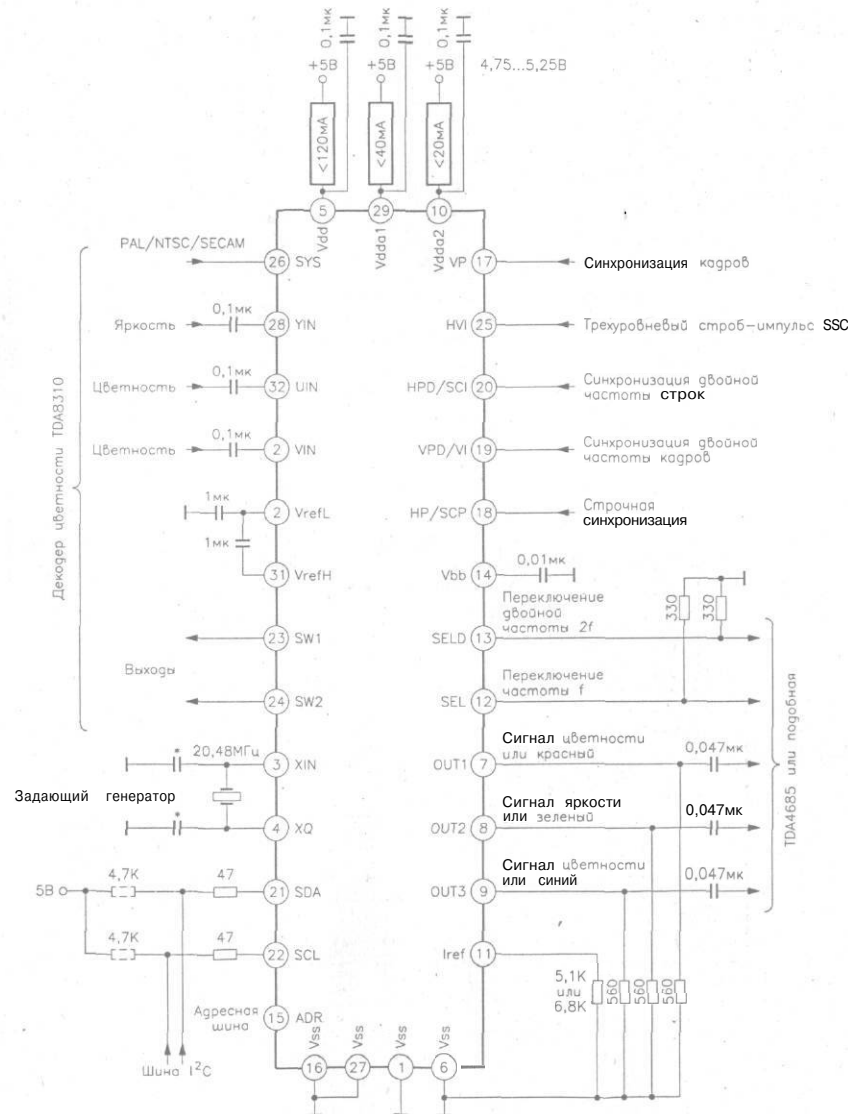 0,1мк
0,1мк
0,1мк
+5В
+5В
+5В
4,75...5,25В
<120мА
<40мА
<20мА
5
29
10
Vdd
Vdda1
Vdda2
Декодер цветности TDA8310
PAL/NTSC/SECAM
26 SYS
Яркость
0,1мк
28 YIN
Цветность
0,1мк
32 UIN
Цветность
0,1мк
2 VIN
1мк
2 VrefL
1мк
31 VrefH
23 SW1
Выходы
24 SW2
* 20,48МГц
3 XIN
Задающий генератор
*
4 XQ
5В
4,7К
47
21 SDA
4,7К
47
22 SCL
Адресная
шина
15 ADR
Шина I²C
Vss
Vss
Vss
Vss
16
27
1
6
VP 17
Синхронизация кадров
HVI 25
Трехуровневый строб-импульс SSC
HPD/SCI 20
Синхронизация двойной
частоты строк
VPD/VI 19
Синхронизация двойной
частоты кадров
HP/SCP 18
Строчная
синхронизация
Vbb 14
0,01мк
Переключение
двойной
частоты 2f
SELD 13
330
330
Переключение
частоты f
SEL 12
Сигнал цветности
или красный
OUT1 7
0,047мк
Сигнал яркости
или зеленый
OUT2 8
0,047мк
Сигнал цветности
или синий
OUT3 9
0,047мк
TDA4685 или подобная
Iref 11
5,1К
или
6,8К
560
560
560